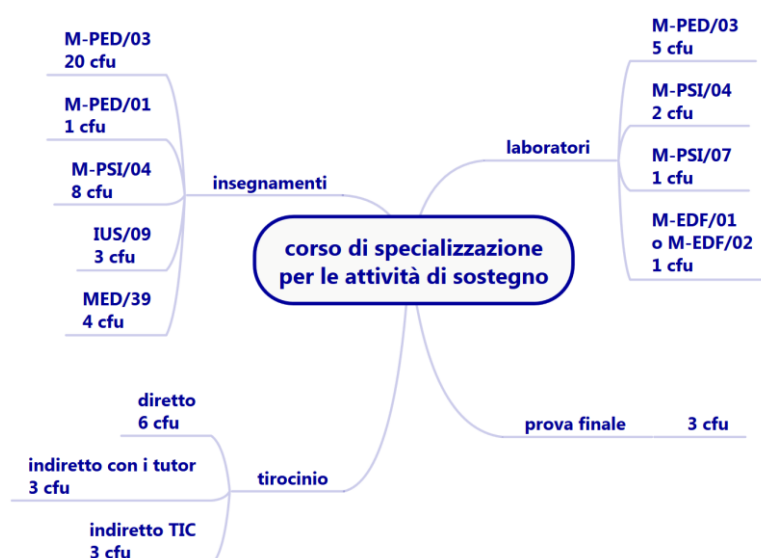 corso di specializzazione
per le attività di sostegno
insegnamenti
M-PED/03
20 cfu
M-PED/01
1 cfu
M-PSI/04
8 cfu
IUS/09
3 cfu
MED/39
4 cfu
laboratori
M-PED/03
5 cfu
M-PSI/04
2 cfu
M-PSI/07
1 cfu
M-EDF/01
o M-EDF/02
1 cfu
tirocinio
diretto
6 cfu
indiretto con i tutor
3 cfu
indiretto TIC
3 cfu
prova finale
3 cfu